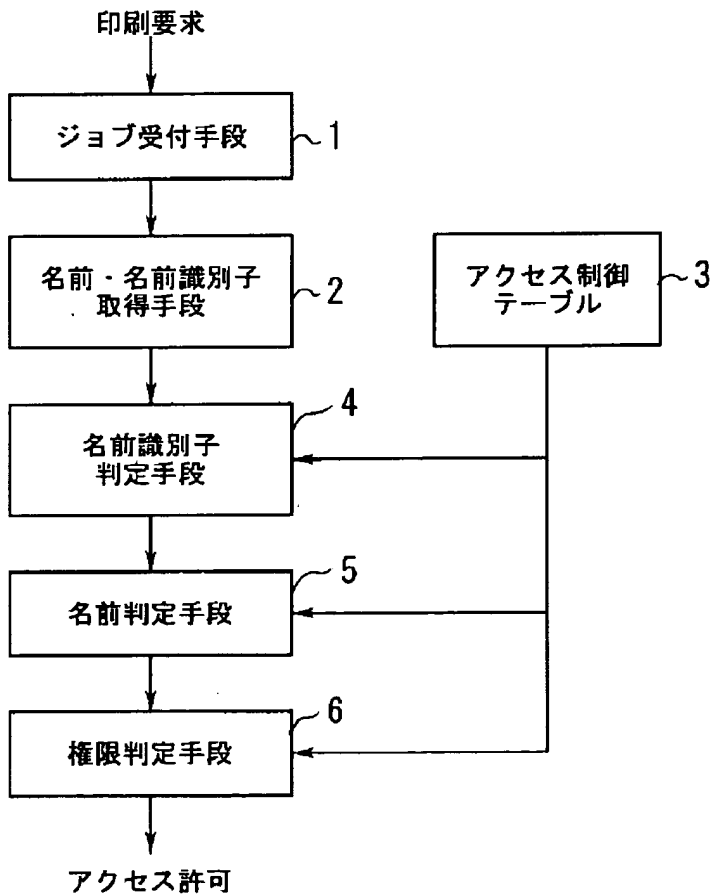 印刷要求
ジョブ受付手段
1
名前・名前識別子
取得手段
2
アクセス制御
テーブル
3
名前識別子
判定手段
4
名前判定手段
5
権限判定手段
6
アクセス許可